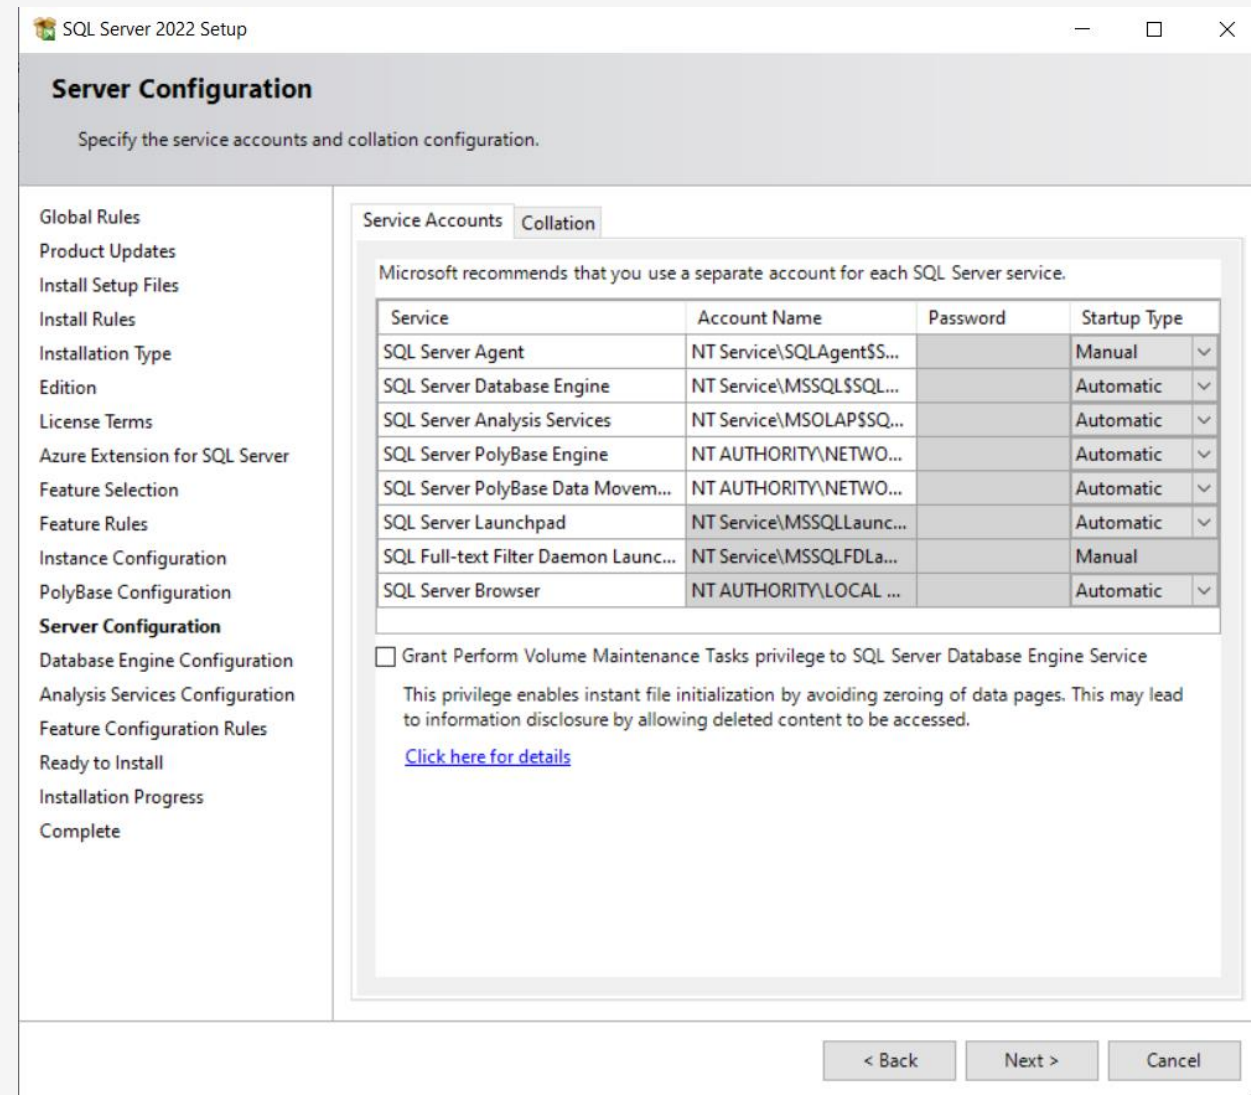 SQL Server 2022 Setup
Server Configuration
Specify the service accounts and collation configuration.
Global Rules
Product Updates
Install Setup Files
Install Rules
Installation Type
Edition
License Terms
Azure Extension for SQL Server
Feature Selection
Feature Rules
Instance Configuration
PolyBase Configuration
Server Configuration
Database Engine Configuration
Analysis Services Configuration
Feature Configuration Rules
Ready to Install
Installation Progress
Complete
Service Accounts Collation
Microsoft recommends that you use a separate account for each SQL Server service.
Service Account Name Password Startup Type
SQL Server Agent NT Service\SQLAgent$S... Manual
SQL Server Database Engine NT Service\MSSQL$SQL... Automatic
SQL Server Analysis Services NT Service\MSOLAP$SQ... Automatic
SQL Server PolyBase Engine NT AUTHORITY\NETWO... Automatic
SQL Server PolyBase Data Movem... NT AUTHORITY\NETWO... Automatic
SQL Server Launchpad NT Service\MSSQLLaunc... Automatic
SQL Full-text Filter Daemon Launc... NT Service\MSSQLFDLa... Manual
SQL Server Browser NT AUTHORITY\LOCAL ... Automatic
Grant Perform Volume Maintenance Tasks privilege to SQL Server Database Engine Service
This privilege enables instant file initialization by avoiding zeroing of data pages. This may lead
to information disclosure by allowing deleted content to be accessed.
Click here for details
< Back Next > Cancel